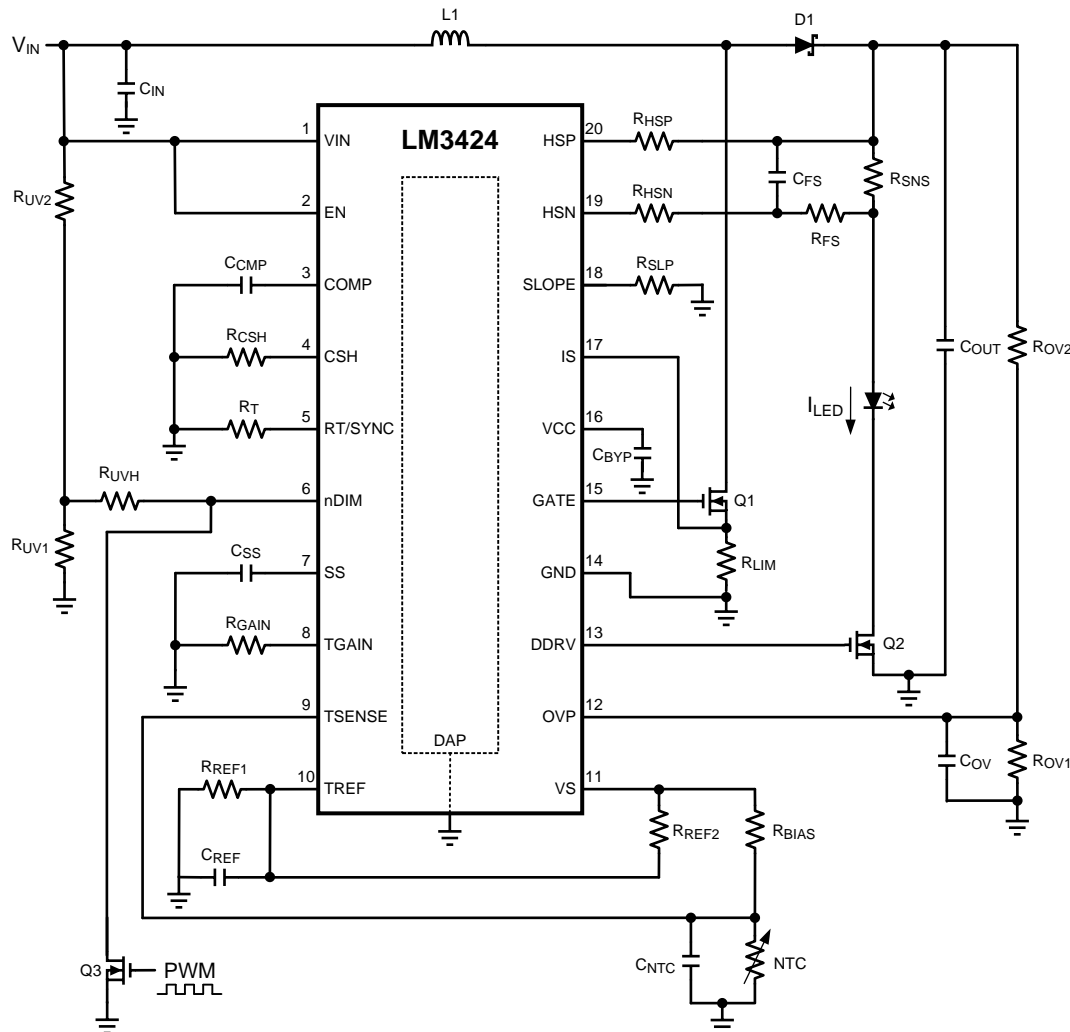 L1
D1
VIN
CIN
LM3424
1 VIN
HSP 20
RHSP
RUV2
2 EN
HSN 19
RHSN
CFS
RSNS
RFS
CCMP
3 COMP
SLOPE 18
RSLP
RCSH
4 CSH
IS 17
COUT
ROV2
RT
5 RT/SYNC
VCC 16
CBYP
ILED
RUVH
6 nDIM
GATE 15
Q1
RUV1
CSS
7 SS
GND 14
RLIM
RGAIN
8 TGAIN
DDRV 13
Q2
9 TSENSE
OVP 12
DAP
COV
ROV1
RREF1
10 TREF
VS 11
RREF2
RBIAS
CREF
CNTC
NTC
Q3
PWM